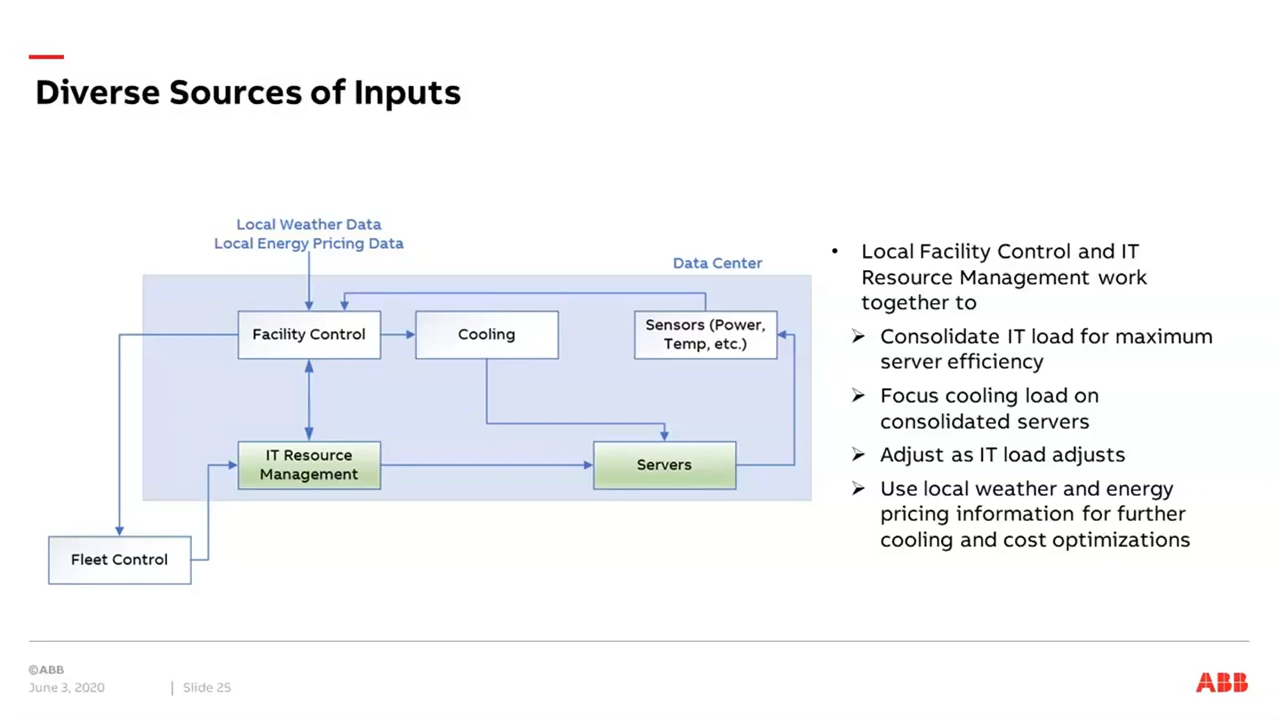 Diverse Sources of Inputs
Local Weather Data
Local Energy Pricing Data
Data Center
Facility Control
Cooling
Sensors (Power,
Temp, etc.)
IT Resource
Management
Servers
Fleet Control
• Local Facility Control and IT
Resource Management work
together to
➢ Consolidate IT load for maximum
server efficiency
➢ Focus cooling load on
consolidated servers
➢ Adjust as IT load adjusts
➢ Use local weather and energy
pricing information for further
cooling and cost optimizations
©ABB
June 3, 2020 | Slide 25
ABB